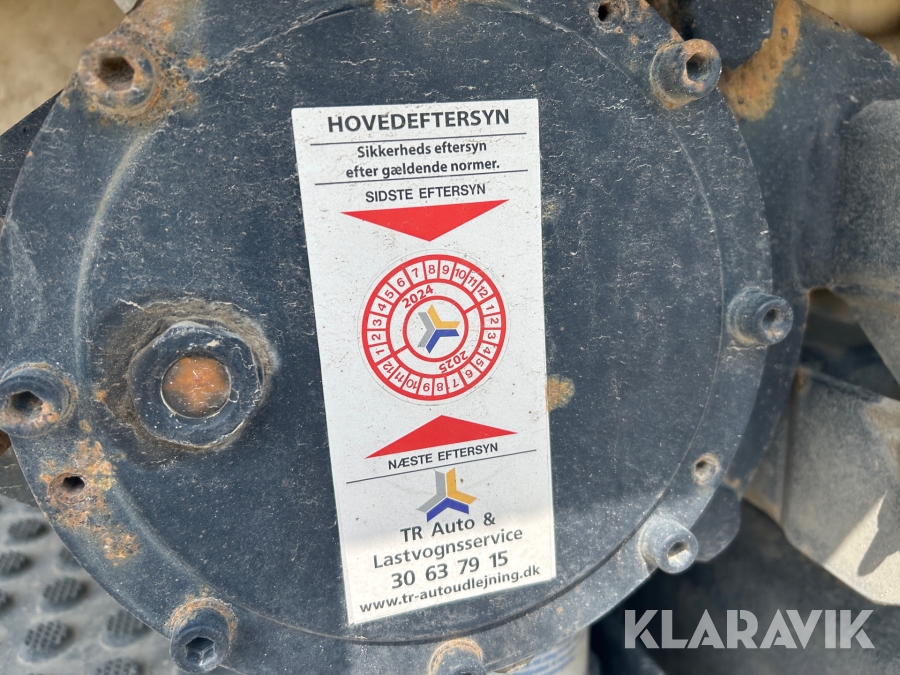 HOVEDEFTERSYN
Sikkerheds eftersyn
efter gældende normer.
SIDSTE EFTERSYN
1 2 3 4 5 6 7 8 9 10 11 12
2024
1 2 3 4 5 6 7 8 9 10 11 12
2025
NÆSTE EFTERSYN
TR Auto &
Lastvognsservice
30 63 79 15
www.tr-autoudlejning.dk
KLARAVIK